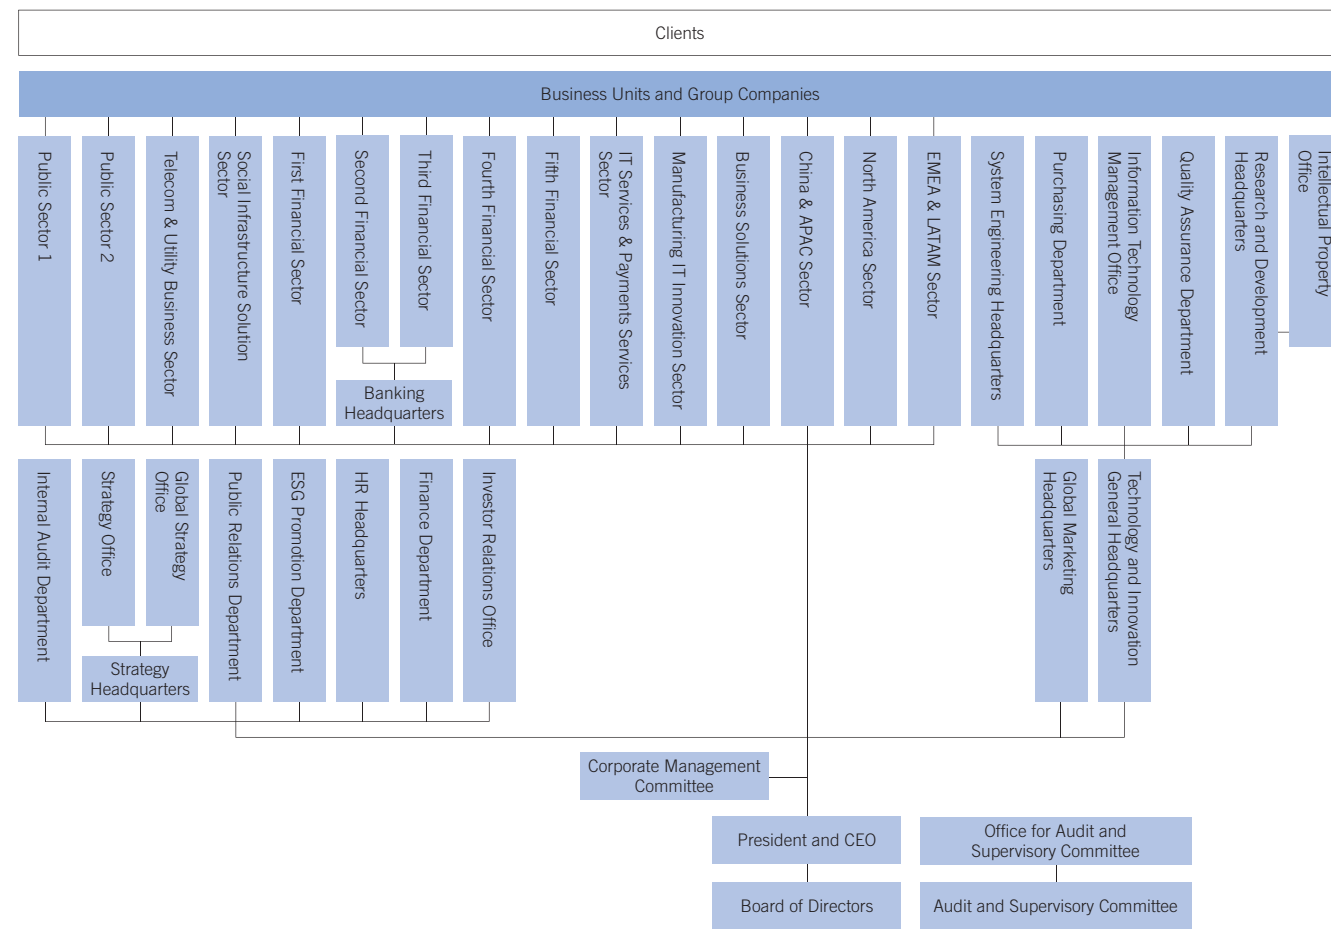 Clients
Business Units and Group Companies
Public Sector 1
Public Sector 2
Telecom & Utility Business Sector
Social Infrastructure Solution
Sector
First Financial Sector
Second Financial Sector
Third Financial Sector
Banking
Headquarters
Fourth Financial Sector
Fifth Financial Sector
IT Services & Payments Services
Sector
Manufacturing IT Innovation Sector
Business Solutions Sector
China & APAC Sector
North America Sector
EMEA & LATAM Sector
System Engineering Headquarters
Purchasing Department
Information Technology
Management Office
Quality Assurance Department
Research and Development
Headquarters
Intellectual Property
Office
Internal Audit Department
Strategy Office
Global Strategy
Office
Strategy
Headquarters
Public Relations Department
ESG Promotion Department
HR Headquarters
Finance Department
Investor Relations Office
Global Marketing
Headquarters
Technology and Innovation
General Headquarters
Corporate Management
Committee
President and CEO
Office for Audit and
Supervisory Committee
Board of Directors
Audit and Supervisory Committee